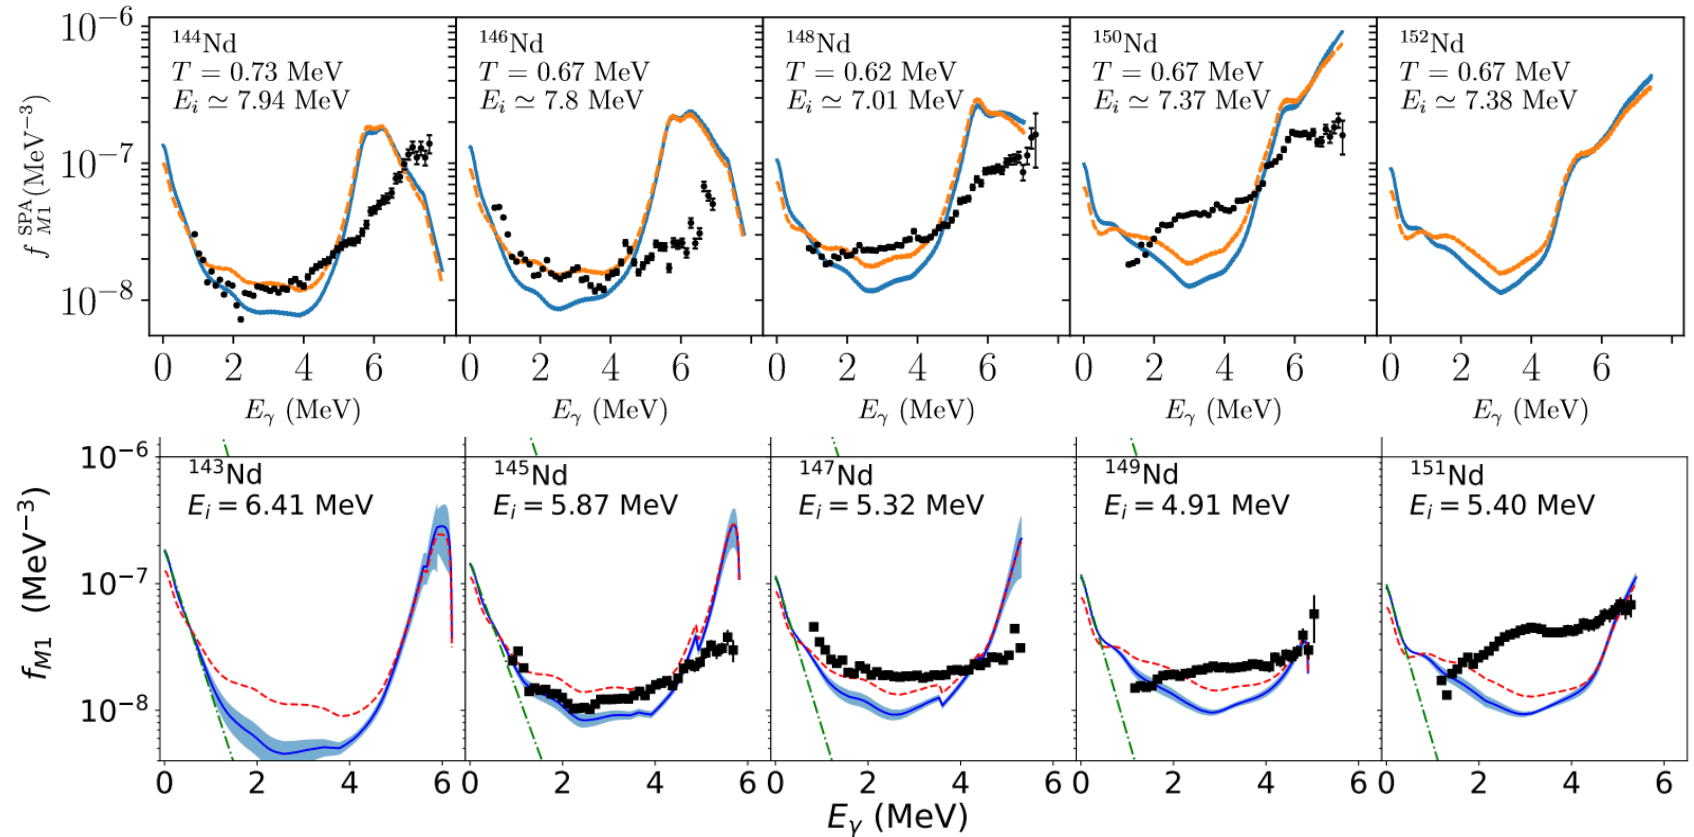 10⁻⁶
10⁻⁷
10⁻⁸
f_{M1}^{SPA}(MeV⁻³)
¹⁴⁴Nd
T = 0.73 MeV
E_i ≃ 7.94 MeV
¹⁴⁶Nd
T = 0.67 MeV
E_i ≃ 7.8 MeV
¹⁴⁸Nd
T = 0.62 MeV
E_i ≃ 7.01 MeV
¹⁵⁰Nd
T = 0.67 MeV
E_i ≃ 7.37 MeV
¹⁵²Nd
T = 0.67 MeV
E_i ≃ 7.38 MeV
0 2 4 6 0 2 4 6 0 2 4 6 0 2 4 6 0 2 4 6
E_γ (MeV) E_γ (MeV) E_γ (MeV) E_γ (MeV) E_γ (MeV)
10⁻⁶
10⁻⁷
10⁻⁸
f_{M1} (MeV⁻³)
¹⁴³Nd
E_i = 6.41 MeV
¹⁴⁵Nd
E_i = 5.87 MeV
¹⁴⁷Nd
E_i = 5.32 MeV
¹⁴⁹Nd
E_i = 4.91 MeV
¹⁵¹Nd
E_i = 5.40 MeV
0 2 4 6 0 2 4 6 0 2 4 6 0 2 4 6 0 2 4 6
E_γ (MeV)